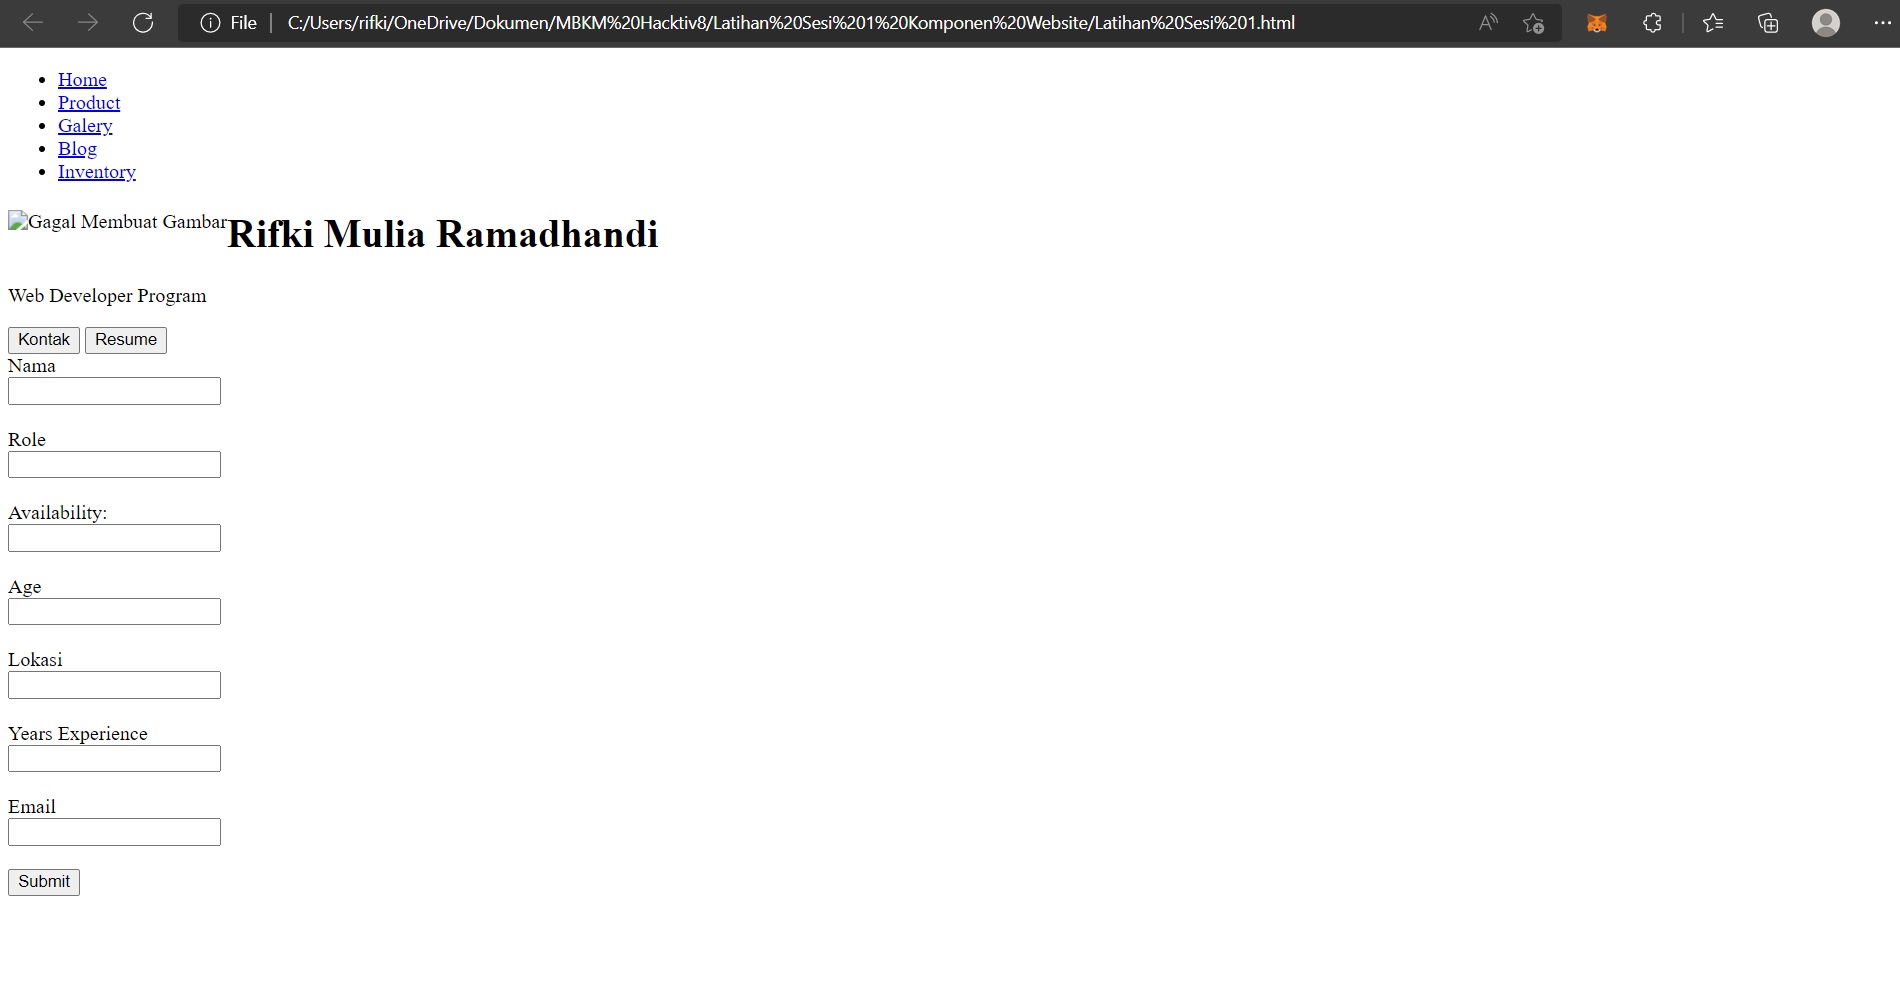 File
C:/Users/rifki/OneDrive/Dokumen/MBKM%20Hacktiv8/Latihan%20Sesi%201%20Komponen%20Website/Latihan%20Sesi%201.html
Home
Product
Galery
Blog
Inventory
Gagal Membuat Gambar
Rifki Mulia Ramadhandi
Web Developer Program
Kontak Resume
Nama
Role
Availability:
Age
Lokasi
Years Experience
Email
Submit